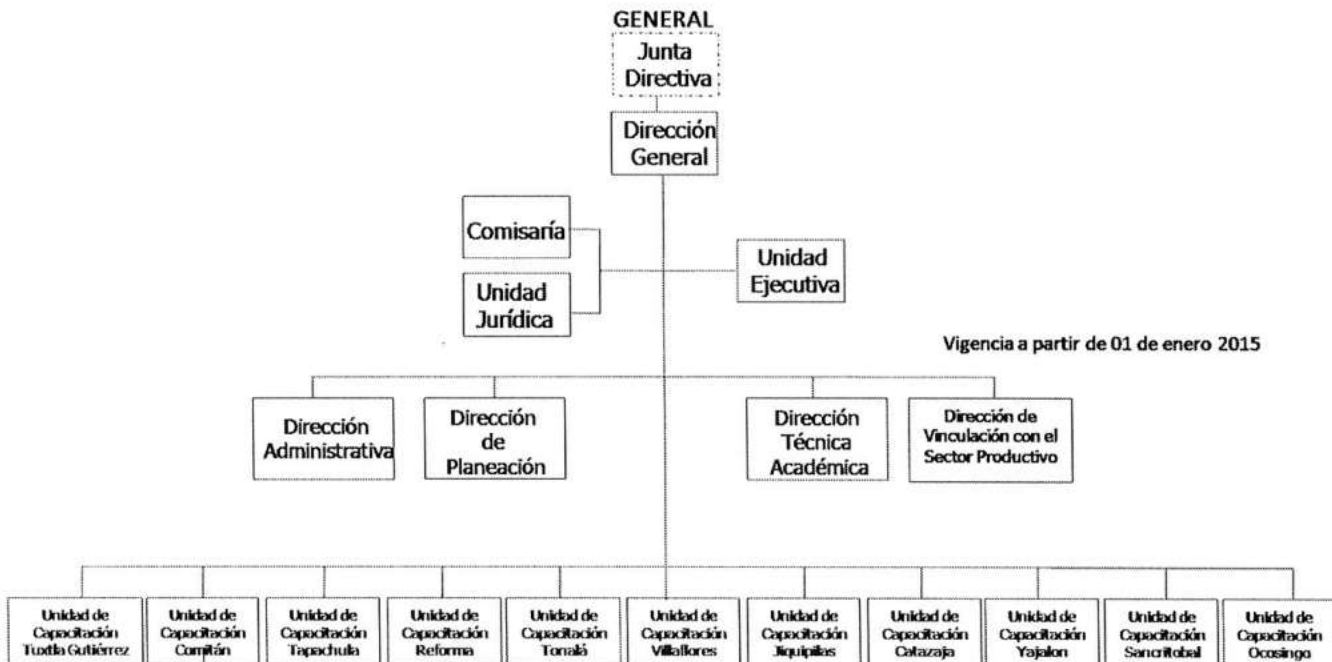 GENERAL
Junta
Directiva
Dirección
General
Comisaría
Unidad
Jurídica
Unidad
Ejecutiva
Vigencia a partir de 01 de enero 2015
Dirección
Administrativa
Dirección
de
Planeación
Dirección
Técnica
Académica
Dirección de
Vinculación con el
Sector Productivo
Unidad de
Capacitación
Tuxtla Gutiérrez
Unidad de
Capacitación
Comitán
Unidad de
Capacitación
Tapachula
Unidad de
Capacitación
Reforma
Unidad de
Capacitación
Tonalá
Unidad de
Capacitación
Villaflores
Unidad de
Capacitación
Jiquipilas
Unidad de
Capacitación
Catazaja
Unidad de
Capacitación
Yajalon
Unidad de
Capacitación
Sancritobal
Unidad de
Capacitación
Ocosingo